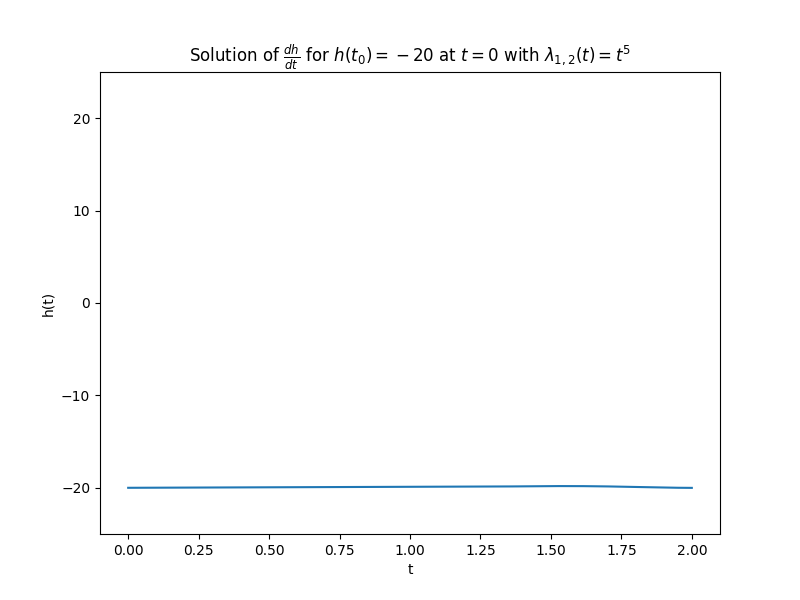 Solution of dh/dt for h(t₀) = −20 at t = 0 with λ₁,₂(t) = t⁵
20
10
0
−10
−20
h(t)
0.00 0.25 0.50 0.75 1.00 1.25 1.50 1.75 2.00
t